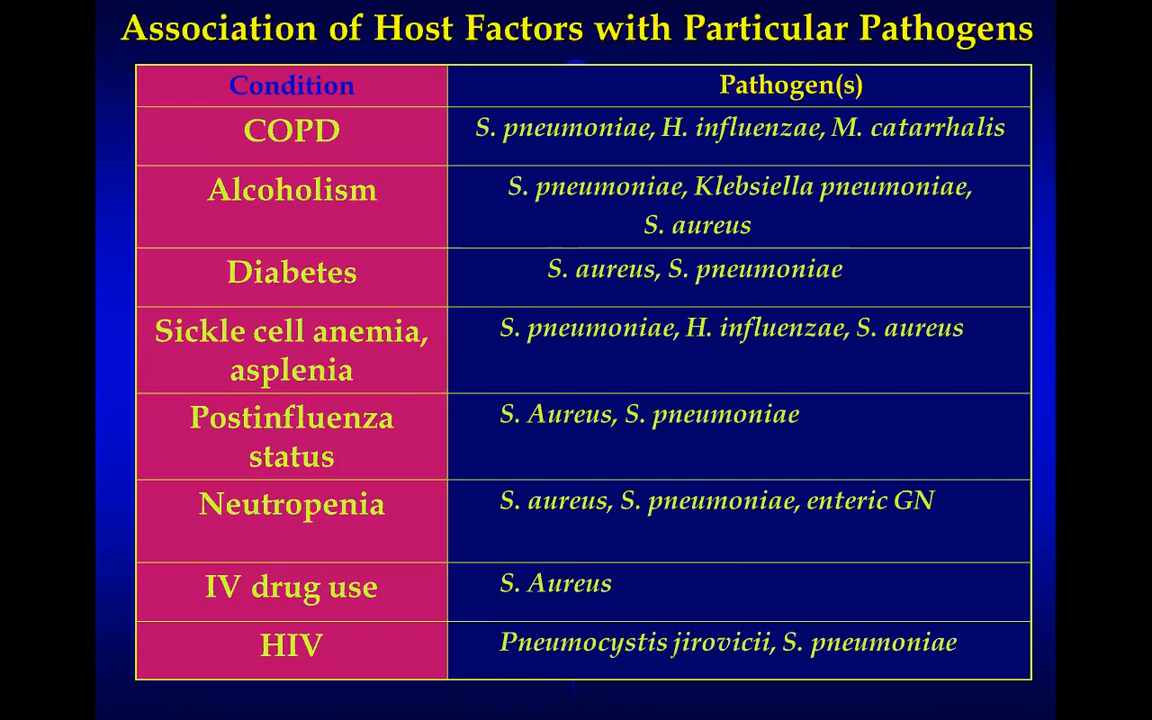 Association of Host Factors with Particular Pathogens
Condition
Pathogen(s)
COPD
S. pneumoniae, H. influenzae, M. catarrhalis
Alcoholism
S. pneumoniae, Klebsiella pneumoniae,
S. aureus
Diabetes
S. aureus, S. pneumoniae
Sickle cell anemia,
asplenia
S. pneumoniae, H. influenzae, S. aureus
Postinfluenza
status
S. Aureus, S. pneumoniae
Neutropenia
S. aureus, S. pneumoniae, enteric GN
IV drug use
S. Aureus
HIV
Pneumocystis jirovicii, S. pneumoniae